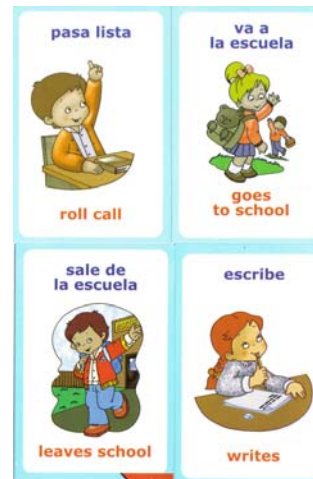 pasa lista
roll call
va a
la escuela
goes
to school
sale de
la escuela
leaves school
escribe
writes